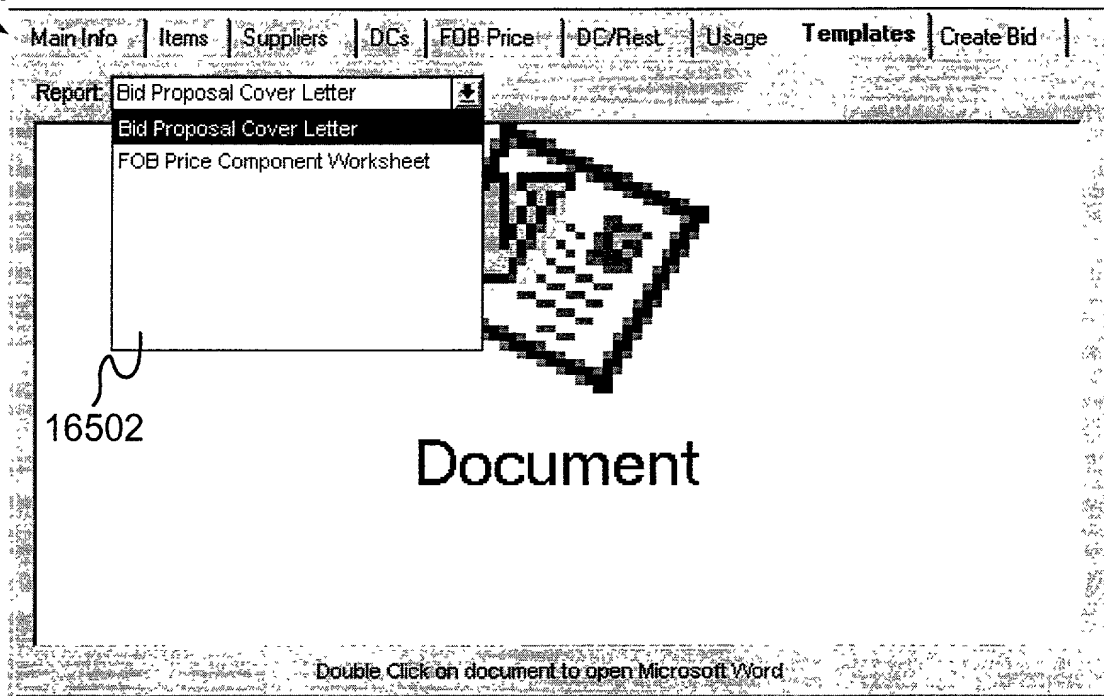 Main Info Items Suppliers DCs FOB Price DC/Rest. Usage Templates Create Bid
Report: Bid Proposal Cover Letter
Bid Proposal Cover Letter
FOB Price Component Worksheet
16502
Document
Double Click on document to open Microsoft Word